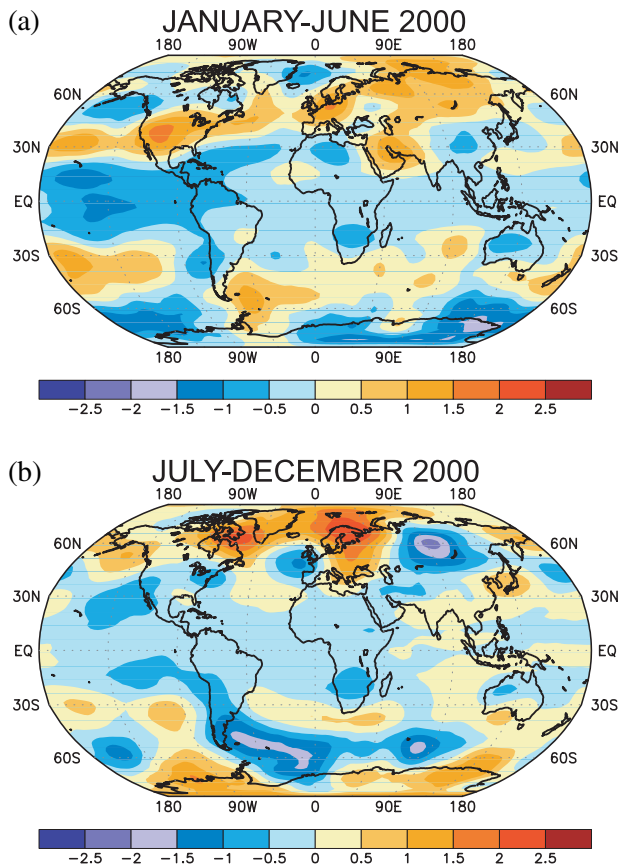 (a)
JANUARY-JUNE 2000
180 90W 0 90E 180
60N 60N
30N 30N
EQ EQ
30S 30S
60S 60S
180 90W 0 90E 180
-2.5 -2 -1.5 -1 -0.5 0 0.5 1 1.5 2 2.5
(b)
JULY-DECEMBER 2000
180 90W 0 90E 180
60N 60N
30N 30N
EQ EQ
30S 30S
60S 60S
180 90W 0 90E 180
-2.5 -2 -1.5 -1 -0.5 0 0.5 1 1.5 2 2.5